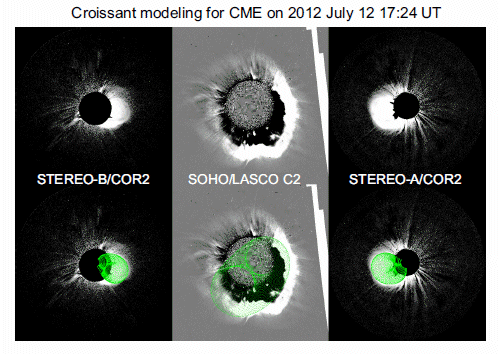 Croissant modeling for CME on 2012 July 12 17:24 UT
STEREO-B/COR2
SOHO/LASCO C2
STEREO-A/COR2